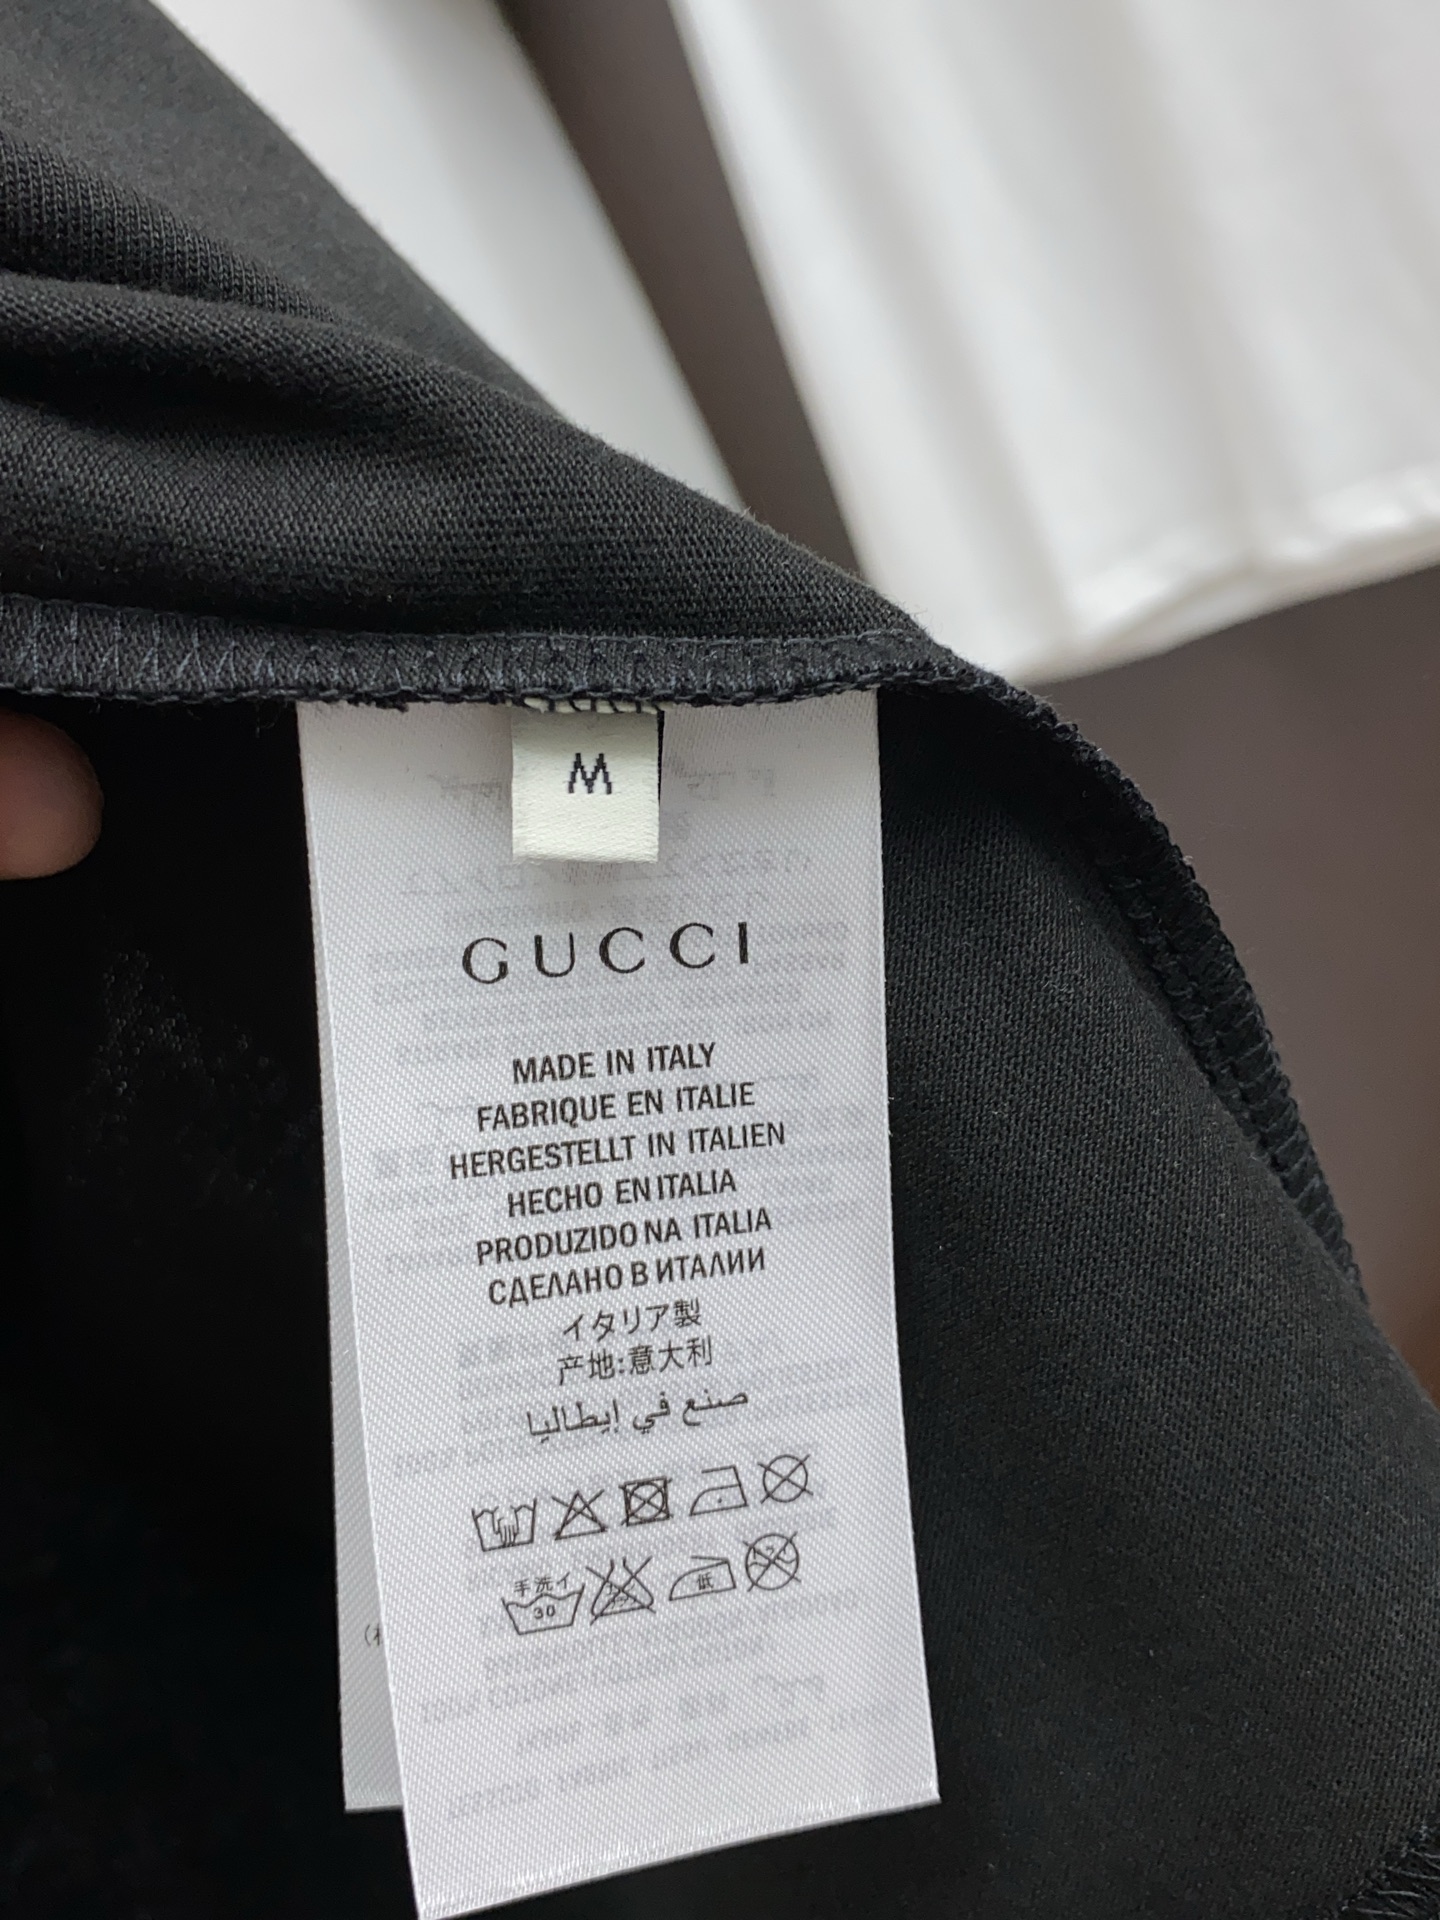 M
GUCCI
MADE IN ITALY
FABRIQUE EN ITALIE
HERGESTELLT IN ITALIEN
HECHO EN ITALIA
PRODUZIDO NA ITALIA
СДЕЛАНО В ИТАЛИИ
イタリア製
产地:意大利
صنع في إيطاليا
手洗イ
30
低